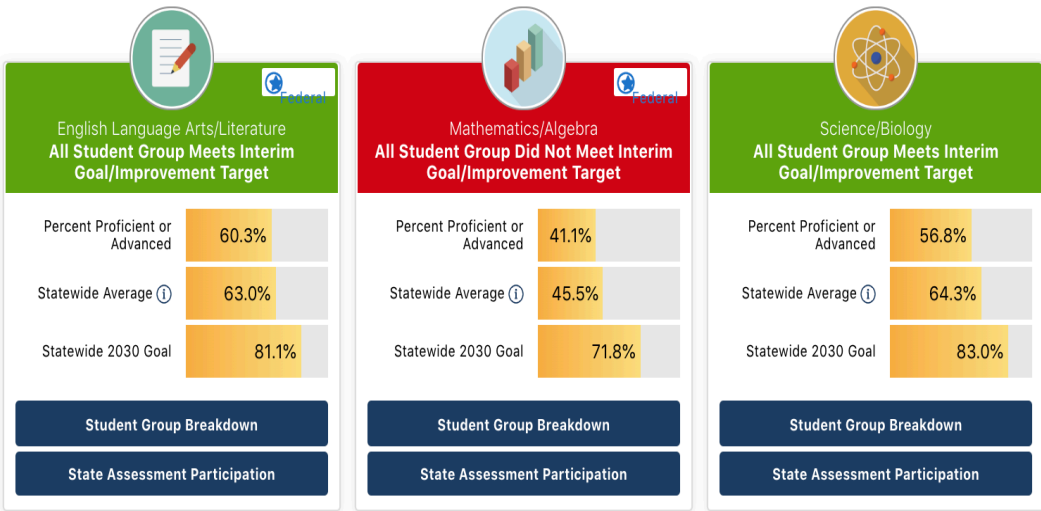 Federal
English Language Arts/Literature
All Student Group Meets Interim
Goal/Improvement Target
Percent Proficient or
Advanced
60.3%
Statewide Average i
63.0%
Statewide 2030 Goal
81.1%
Student Group Breakdown
State Assessment Participation
Federal
Mathematics/Algebra
All Student Group Did Not Meet Interim
Goal/Improvement Target
Percent Proficient or
Advanced
41.1%
Statewide Average i
45.5%
Statewide 2030 Goal
71.8%
Student Group Breakdown
State Assessment Participation
Science/Biology
All Student Group Meets Interim
Goal/Improvement Target
Percent Proficient or
Advanced
56.8%
Statewide Average i
64.3%
Statewide 2030 Goal
83.0%
Student Group Breakdown
State Assessment Participation